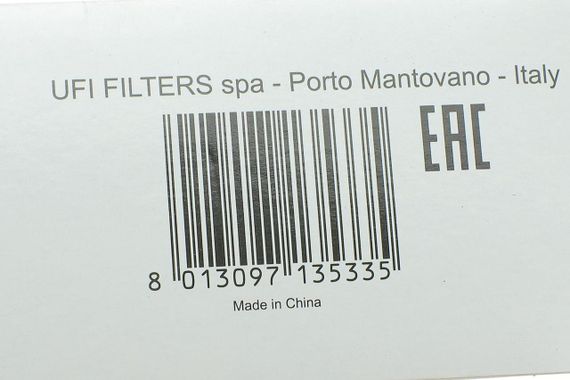 UFI FILTERS spa - Porto Mantovano - Italy
EAC
8 013097 135335
Made in China